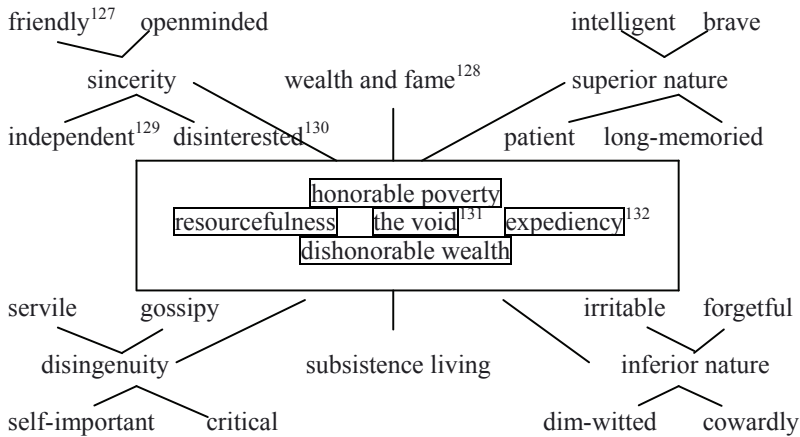 friendly127 openminded intelligent brave
sincerity wealth and fame128 superior nature
independent129 disinterested130 patient long-memoried
honorable poverty
resourcefulness the void131 expediency132
dishonorable wealth
servile gossipy irritable forgetful
disingenuity subsistence living inferior nature
self-important critical dim-witted cowardly